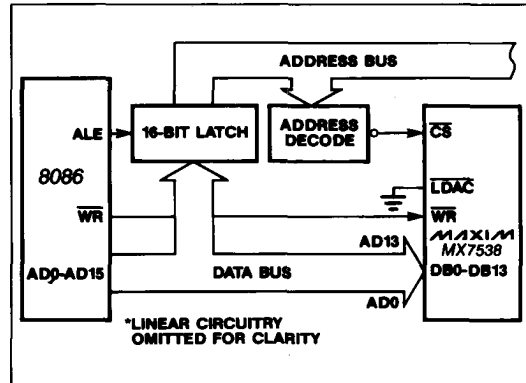 ADDRESS BUS
ALE
16-BIT LATCH
ADDRESS
DECODE
CS
8086
LDAC
WR
WR
AD13
MAXIM
MX7538
AD0-AD15
DATA BUS
DB0-DB13
AD0
*LINEAR CIRCUITRY
OMITTED FOR CLARITY